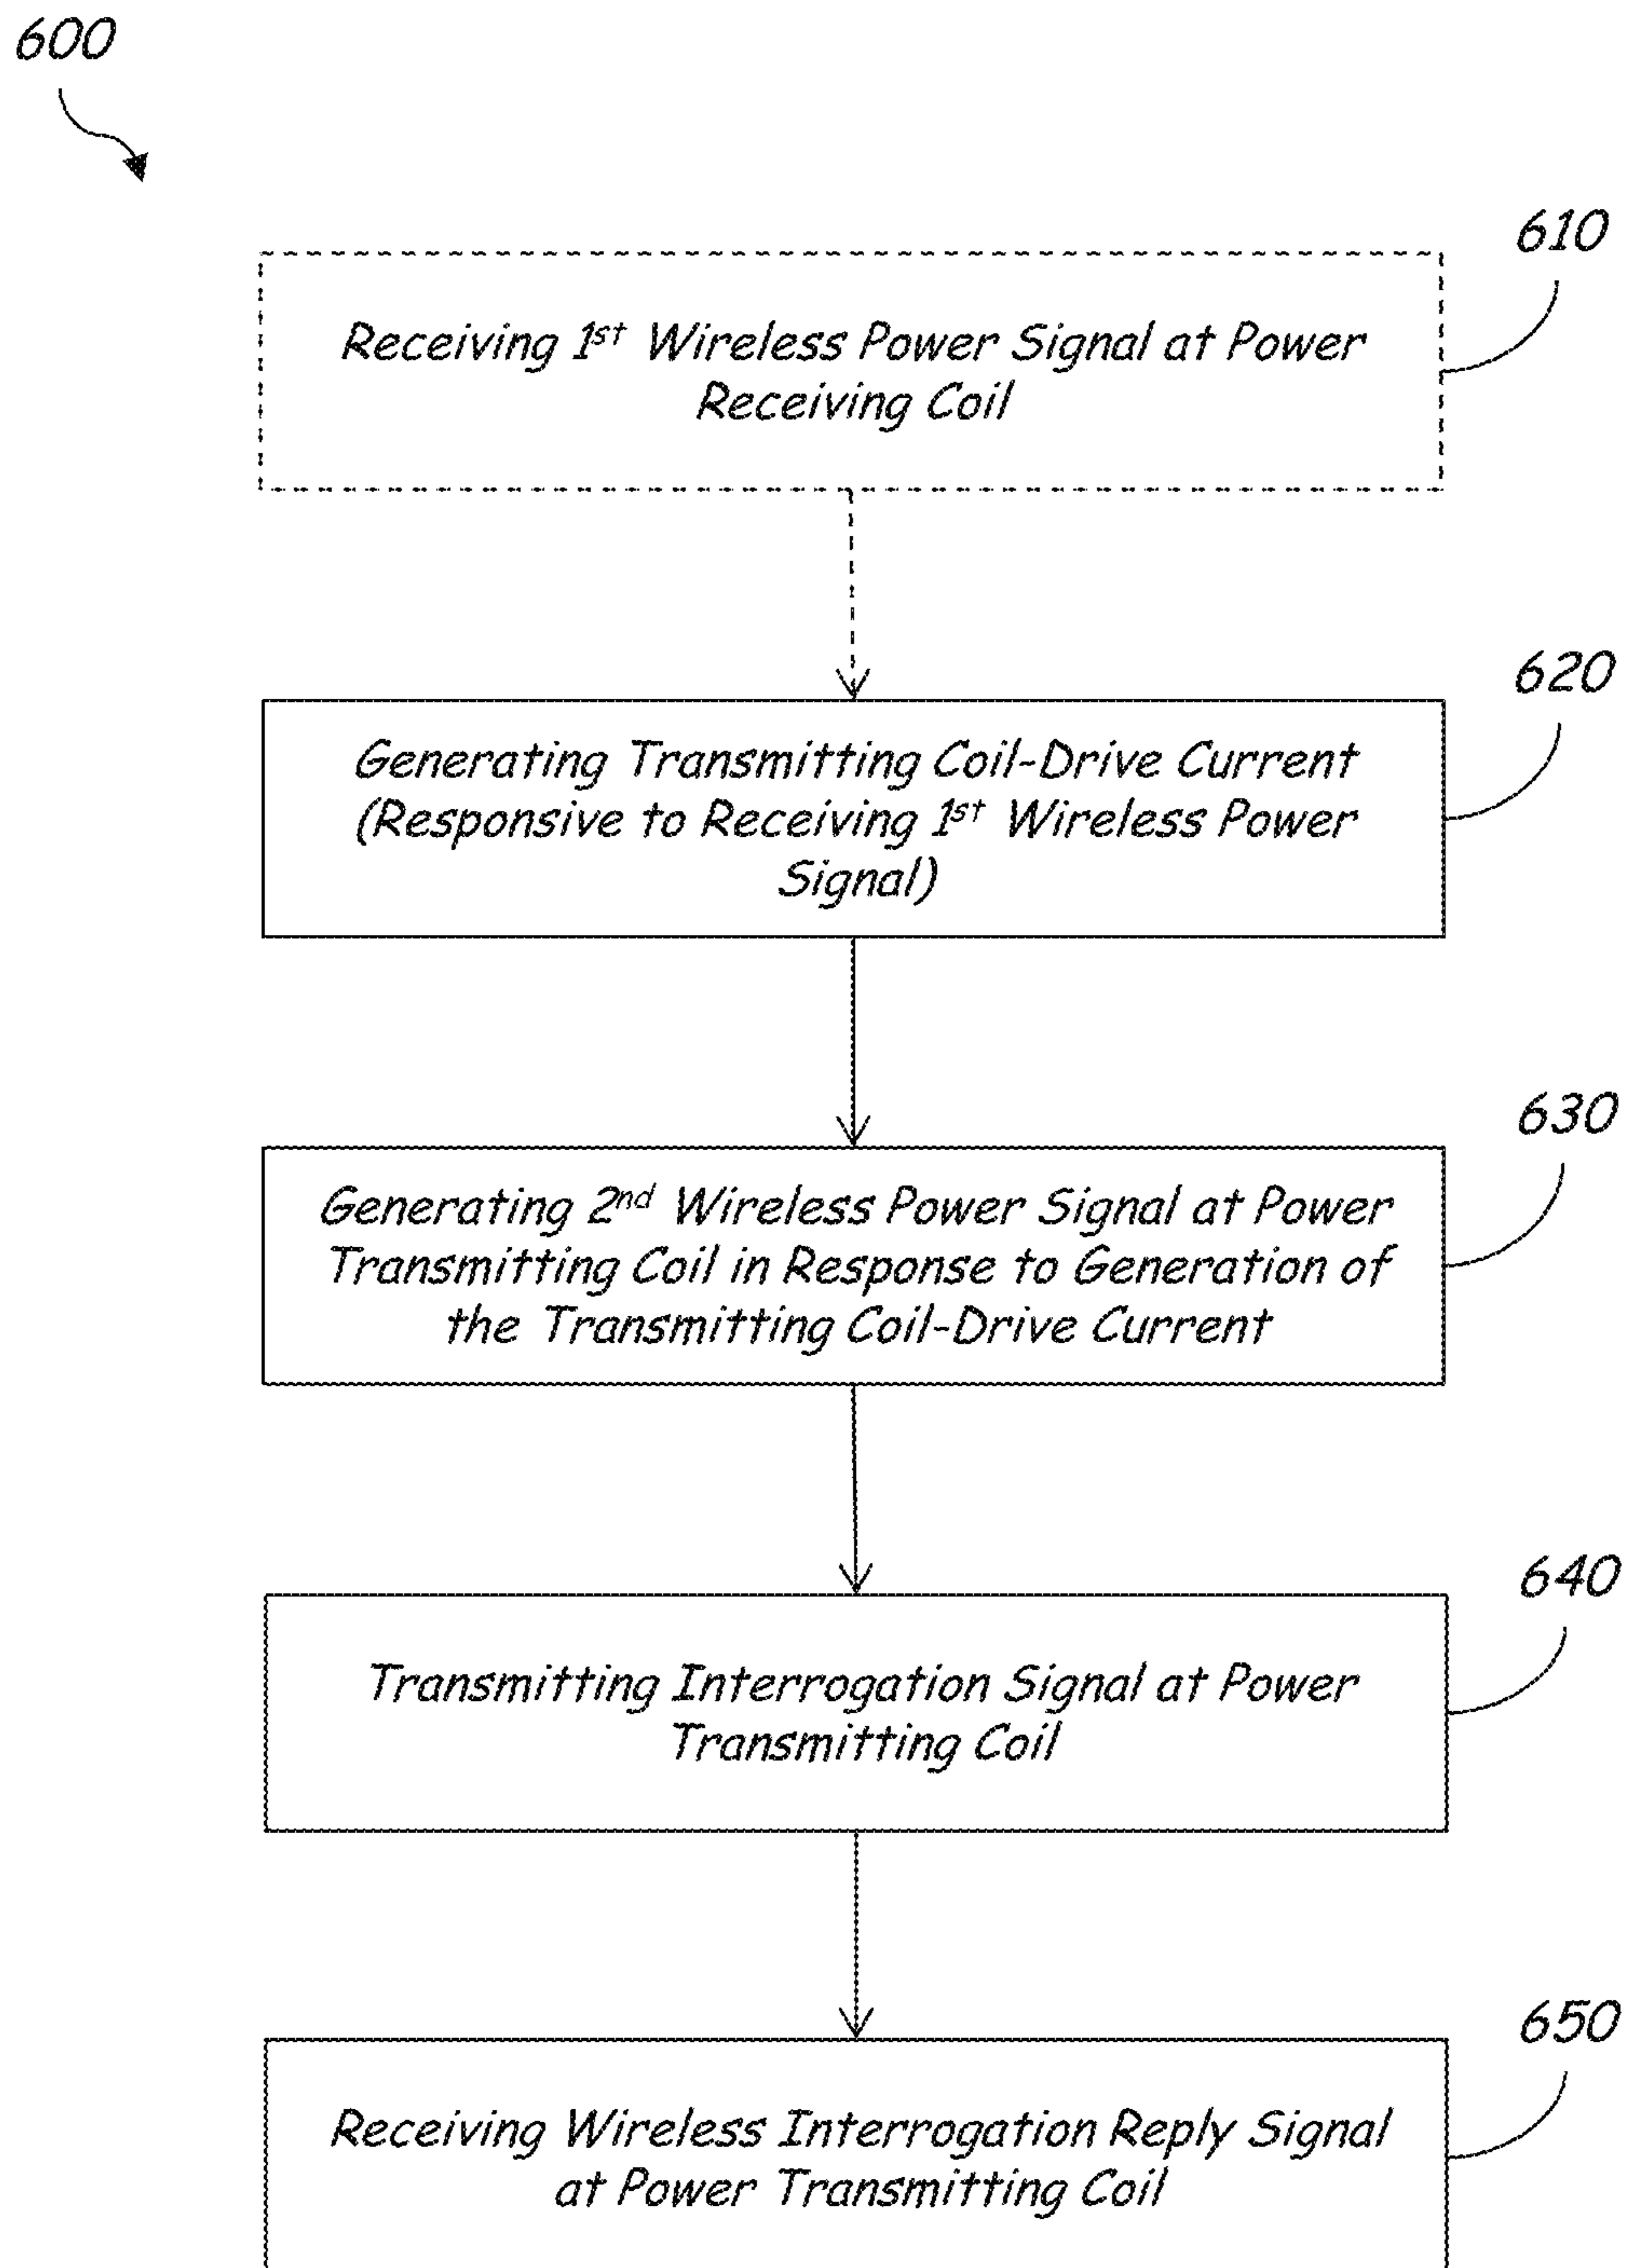 600
610
Receiving 1st Wireless Power Signal at Power
Receiving Coil
620
Generating Transmitting Coil-Drive Current
(Responsive to Receiving 1st Wireless Power
Signal)
630
Generating 2nd Wireless Power Signal at Power
Transmitting Coil in Response to Generation of
the Transmitting Coil-Drive Current
640
Transmitting Interrogation Signal at Power
Transmitting Coil
650
Receiving Wireless Interrogation Reply Signal
at Power Transmitting Coil